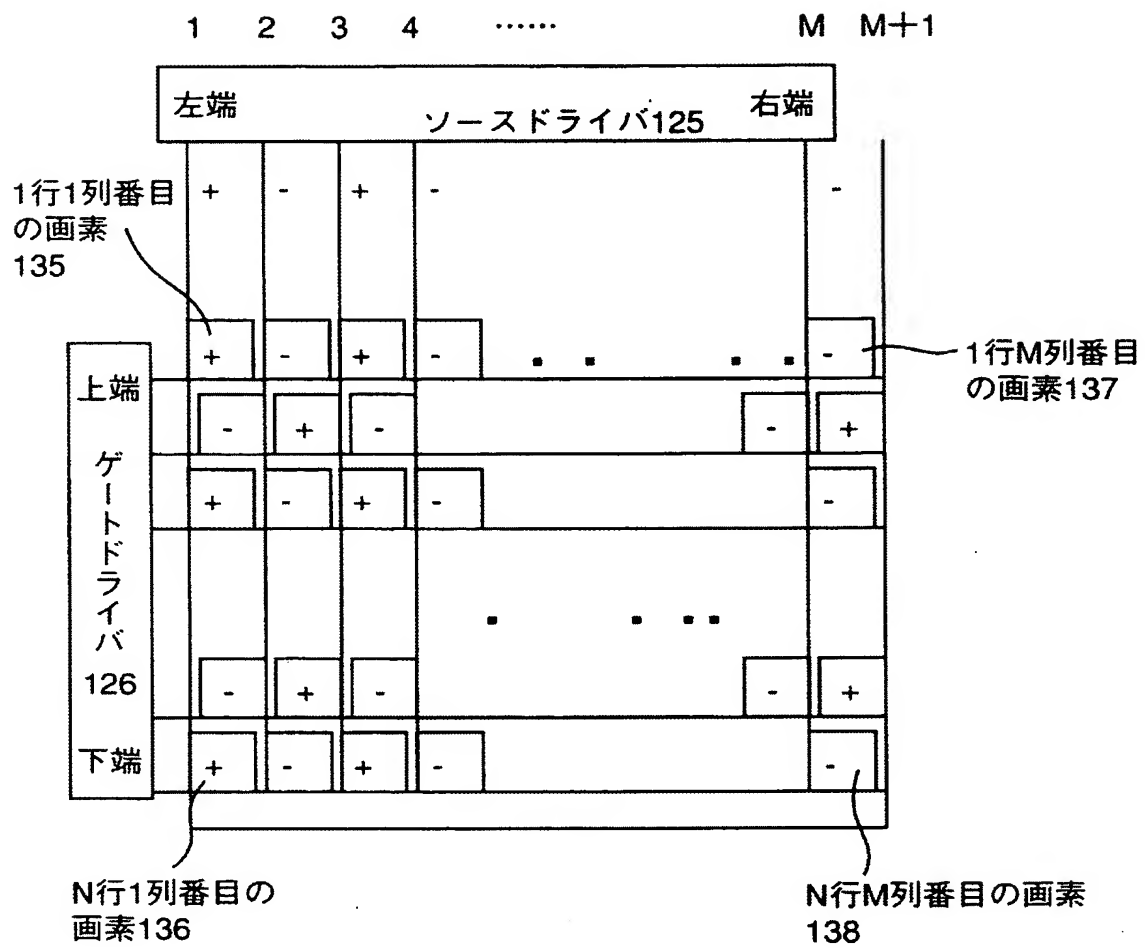 1 2 3 4 ...... M M+1
左端 ソースドライバ125 右端
+ - + - -
1行1列番目
の画素
135
+ - + - -
1行M列番目
の画素137
- + - - +
+ - + - -
- + - - +
+ - + - -
上端
ゲートドライバ
126
下端
N行1列番目の
画素136
N行M列番目の画素
138